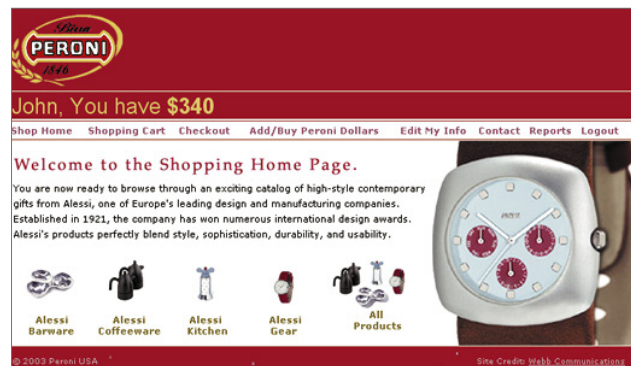 Birra
PERONI
1846
John, You have $340
Shop Home Shopping Cart Checkout Add/Buy Peroni Dollars Edit My Info Contact Reports Logout
Welcome to the Shopping Home Page.
You are now ready to browse through an exciting catalog of high-style contemporary
gifts from Alessi, one of Europe's leading design and manufacturing companies.
Established in 1921, the company has won numerous international design awards.
Alessi's products perfectly blend style, sophistication, durability, and usability.
Alessi
Barware
Alessi
Coffeeware
Alessi
Kitchen
Alessi
Gear
All
Products
© 2003 Peroni USA
Site Credit: Webb Communications